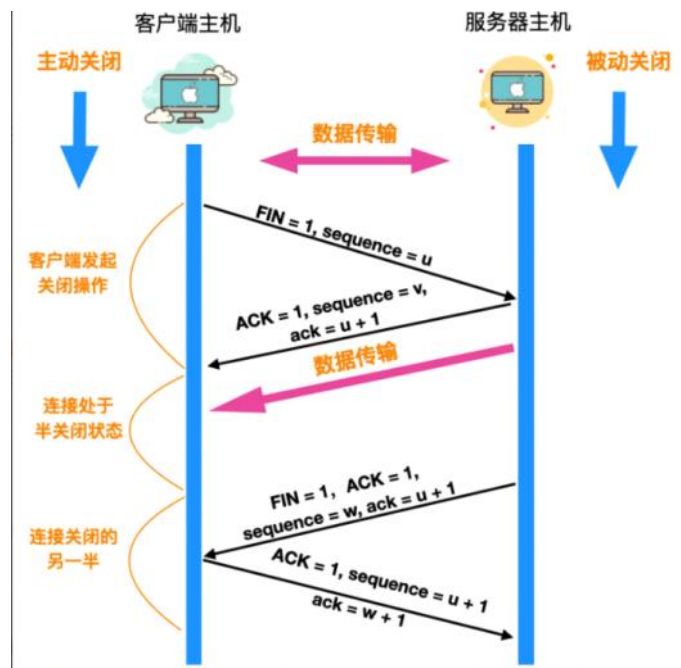 客户端主机
服务器主机
主动关闭
被动关闭
数据传输
FIN = 1, sequence = u
客户端发起
关闭操作
ACK = 1, sequence = v,
ack = u + 1
数据传输
连接处于
半关闭状态
FIN = 1, ACK = 1,
sequence = w, ack = u + 1
连接关闭的
另一半
ACK = 1, sequence = u + 1
ack = w + 1